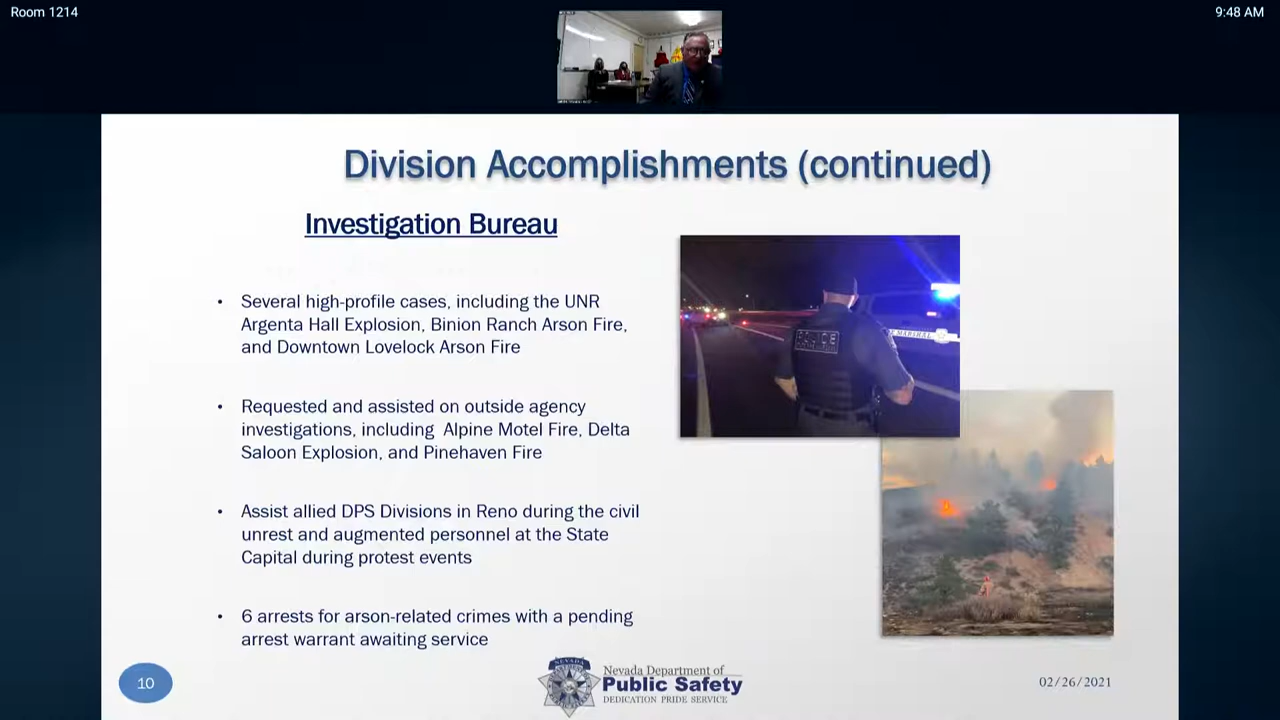 Room 1214
9:48 AM
Division Accomplishments (continued)
Investigation Bureau
• Several high-profile cases, including the UNR
Argenta Hall Explosion, Binion Ranch Arson Fire,
and Downtown Lovelock Arson Fire
• Requested and assisted on outside agency
investigations, including Alpine Motel Fire, Delta
Saloon Explosion, and Pinehaven Fire
• Assist allied DPS Divisions in Reno during the civil
unrest and augmented personnel at the State
Capital during protest events
• 6 arrests for arson-related crimes with a pending
arrest warrant awaiting service
MARSHAL
10
NEVADA
Nevada Department of
Public Safety
DEDICATION PRIDE SERVICE
02/26/2021